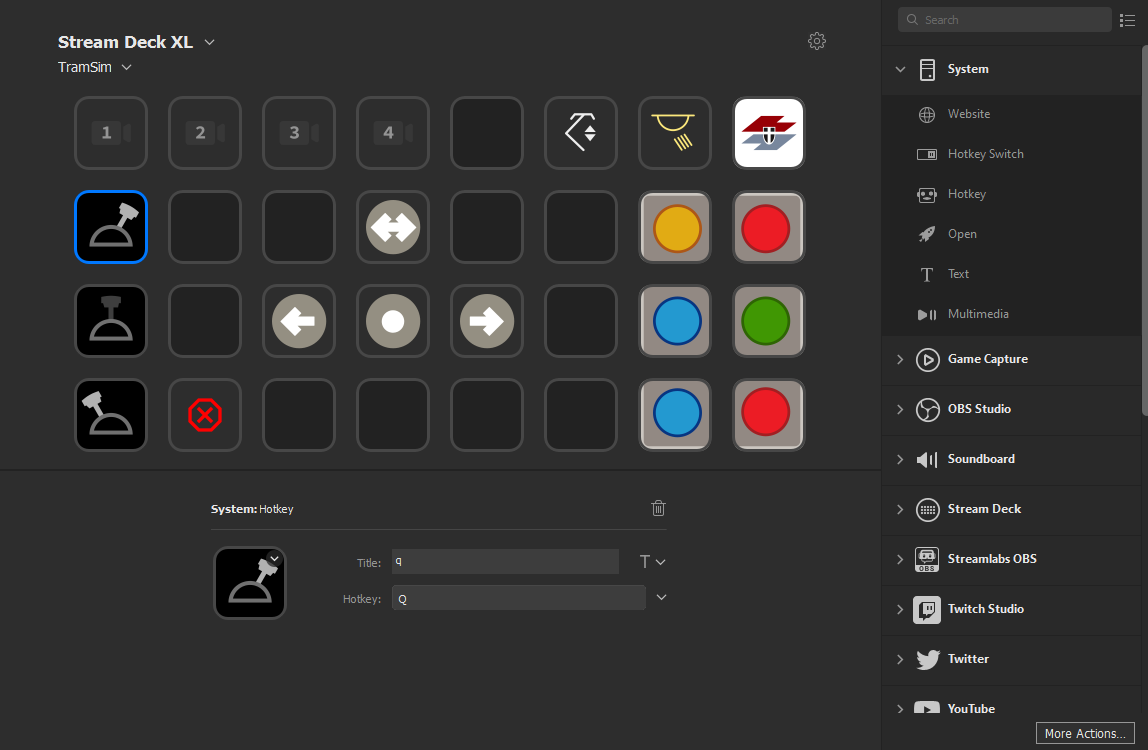 Stream Deck XL
TramSim
1 2 3 4
System: Hotkey
Title: q
T
Hotkey: Q
Search
System
Website
Hotkey Switch
Hotkey
Open
T Text
Multimedia
Game Capture
OBS Studio
Soundboard
Stream Deck
OBS Streamlabs OBS
Twitch Studio
Twitter
YouTube
More Actions...